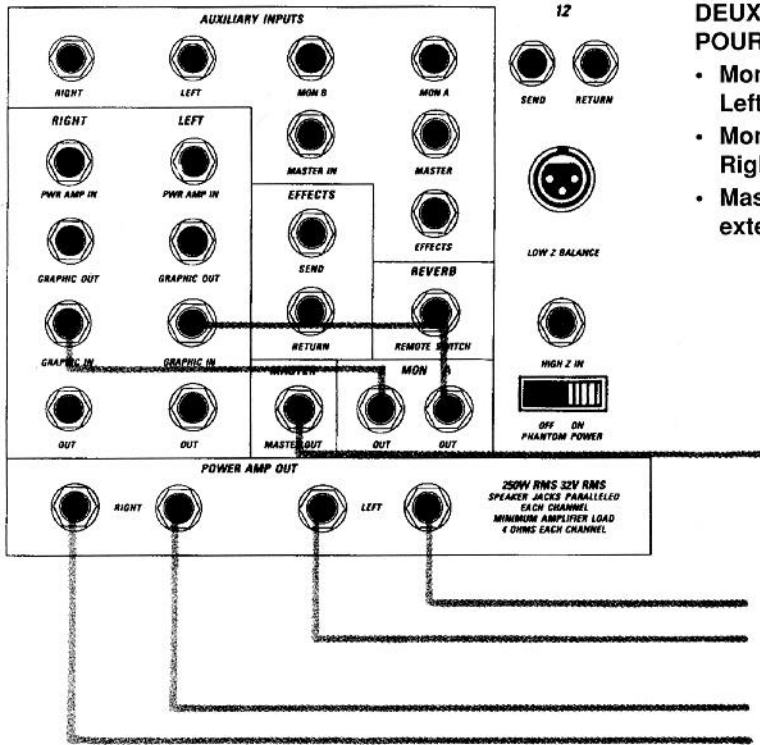 AUXILIARY INPUTS
RIGHT LEFT MON B MON A
RIGHT LEFT
MASTER IN MASTER
PWR AMP IN PWR AMP IN
EFFECTS
EFFECTS
SEND
GRAPHIC OUT GRAPHIC OUT
REVERB
RETURN REMOTE SWITCH
GRAPHIC IN GRAPHIC IN
MASTER MON A
OUT OUT MASTER OUT OUT OUT
POWER AMP OUT
RIGHT LEFT
250W RMS 32V RMS
SPEAKER JACKS PARALLELED
EACH CHANNEL
MINIMUM AMPLIFIER LOAD
4 OHMS EACH CHANNEL
12
SEND RETURN
LOW Z BALANCE
HIGH Z IN
OFF ON
PHANTOM POWER
DEUX
POUR
• Mon
Left
• Mon
Righ
• Mas
exte